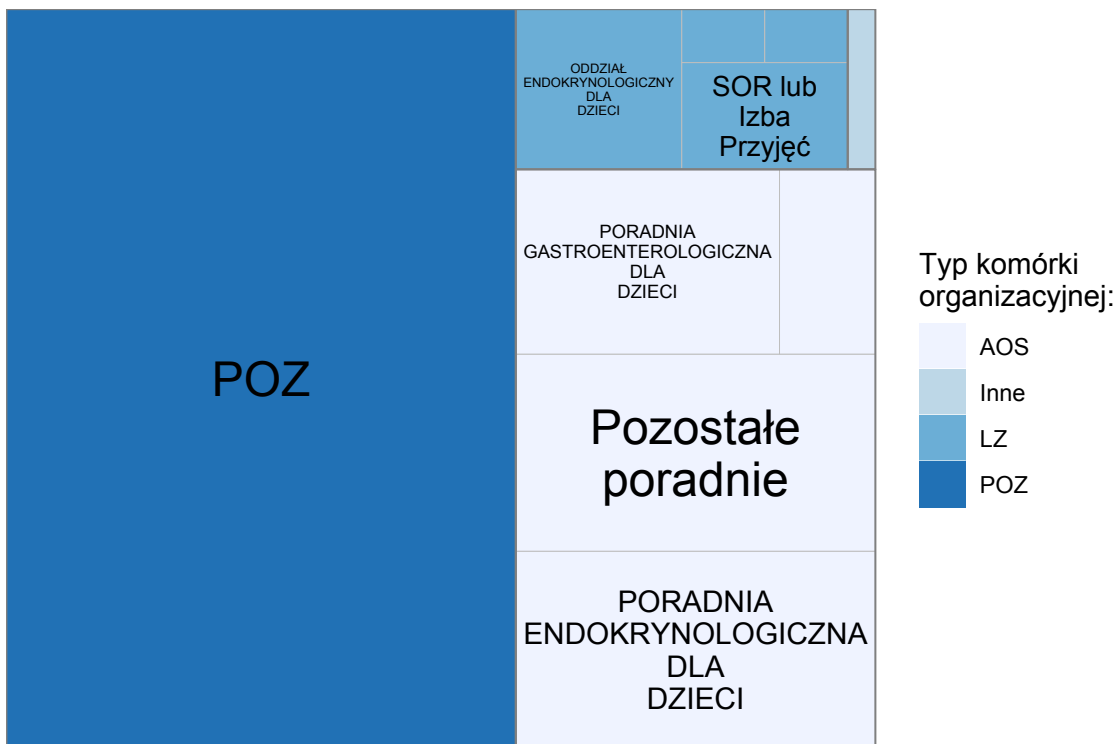 POZ
ODDZIAŁ
ENDOKRYNOLOGICZNY
DLA
DZIECI
SOR lub
Izba
Przyjęć
PORADNIA
GASTROENTEROLOGICZNA
DLA
DZIECI
Pozostałe
poradnie
PORADNIA
ENDOKRYNOLOGICZNA
DLA
DZIECI
Typ komórki
organizacyjnej:
AOS
Inne
LZ
POZ